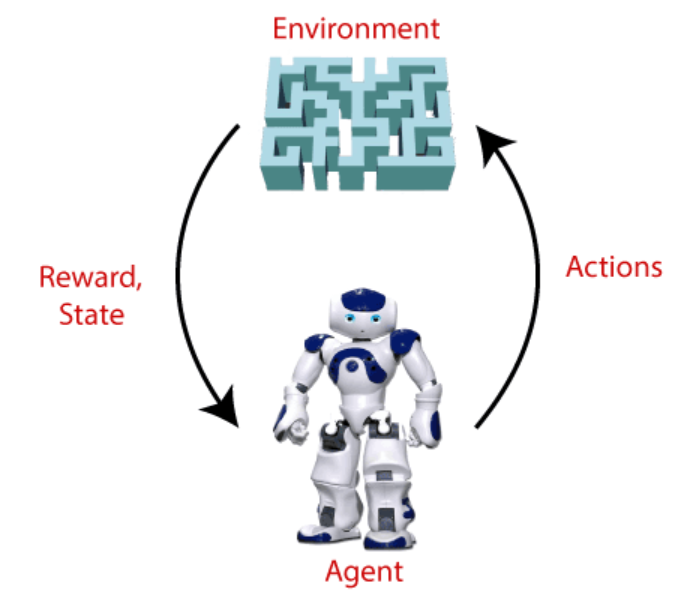 Environment
Reward,
State
Actions
Agent